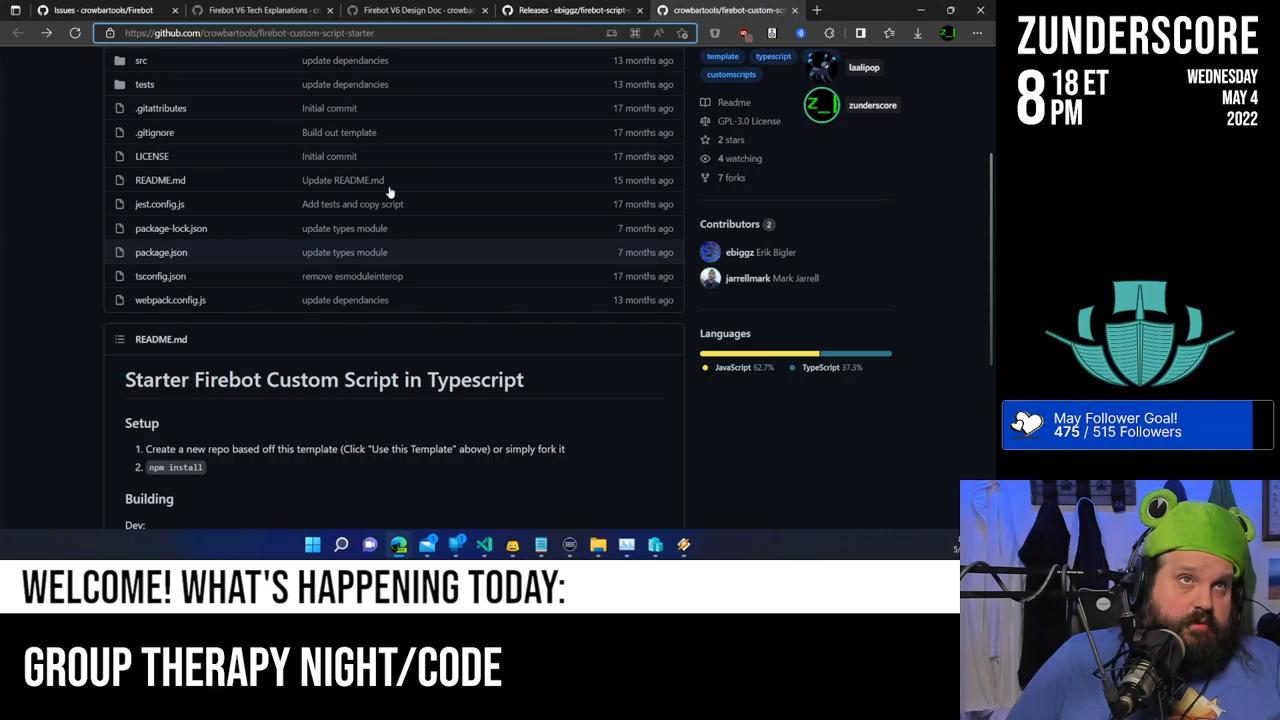 Issues · crowbartools/Firebot
Firebot V6 Tech Explanations · c
Firebot V6 Design Doc · crowbar
Releases · ebiggz/firebot-script-
crowbartools/firebot-custom-scr
https://github.com/crowbartools/firebot-custom-script-starter
src update dependancies 13 months ago
tests update dependancies 13 months ago
.gitattributes Initial commit 17 months ago
.gitignore Build out template 17 months ago
LICENSE Initial commit 17 months ago
README.md Update README.md 15 months ago
jest.config.js Add tests and copy script 17 months ago
package-lock.json update types module 7 months ago
package.json update types module 7 months ago
tsconfig.json remove esmoduleinterop 17 months ago
webpack.config.js update dependancies 13 months ago
README.md
Starter Firebot Custom Script in Typescript
Setup
1. Create a new repo based off this template (Click "Use this Template" above) or simply fork it
2. npm install
Building
Dev:
template typescript
customscripts
laalipop
zunderscore
Readme
GPL-3.0 License
2 stars
4 watching
7 forks
Contributors 2
ebiggz Erik Bigler
jarrellmark Mark Jarrell
Languages
JavaScript 62.7% TypeScript 37.3%
ZUNDERSCORE
8 18 ET
PM
WEDNESDAY
MAY 4
2022
May Follower Goal!
475 / 515 Followers
WELCOME! WHAT'S HAPPENING TODAY:
GROUP THERAPY NIGHT/CODE